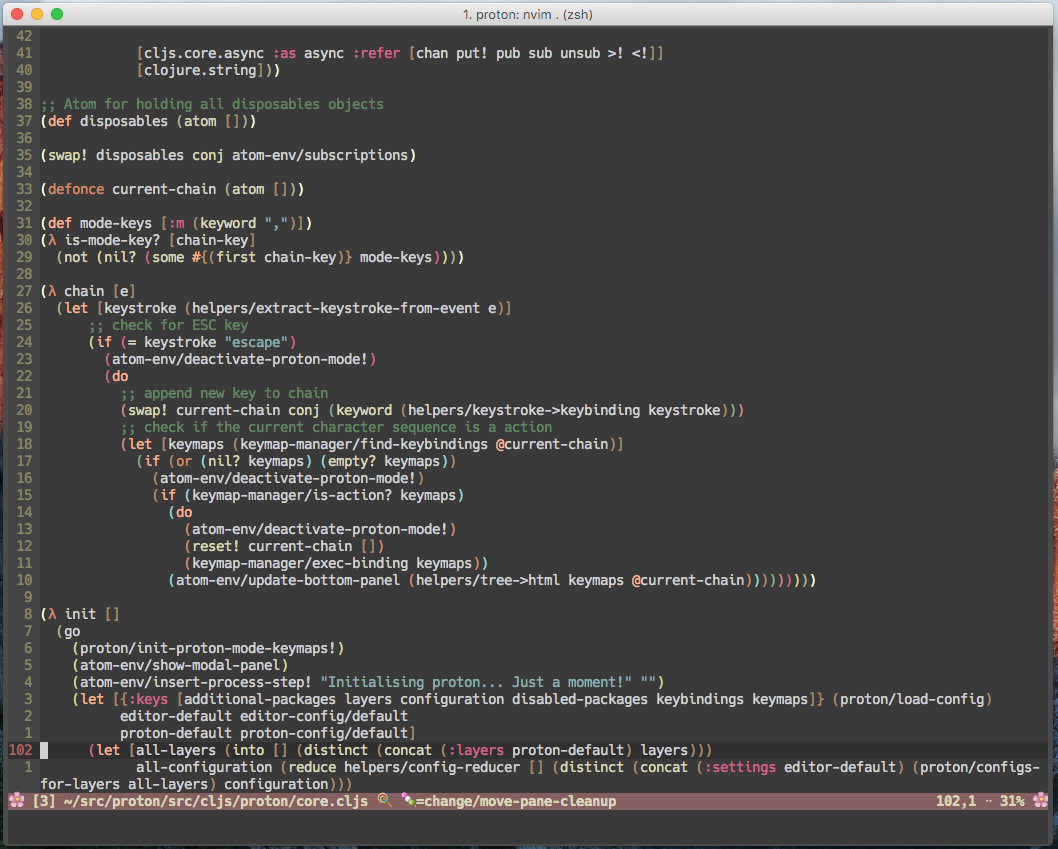 1. proton: nvim . (zsh)
42
41             [cljs.core.async :as async :refer [chan put! pub sub unsub >! <!]]
40             [clojure.string]))
39
38 ;; Atom for holding all disposables objects
37 (def disposables (atom []))
36
35 (swap! disposables conj atom-env/subscriptions)
34
33 (defonce current-chain (atom []))
32
31 (def mode-keys [:m (keyword ",")])
30 (λ is-mode-key? [chain-key]
29   (not (nil? (some #{(first chain-key)} mode-keys))))
28
27 (λ chain [e]
26   (let [keystroke (helpers/extract-keystroke-from-event e)]
25       ;; check for ESC key
24       (if (= keystroke "escape")
23         (atom-env/deactivate-proton-mode!)
22         (do
21           ;; append new key to chain
20           (swap! current-chain conj (keyword (helpers/keystroke->keybinding keystroke)))
19           ;; check if the current character sequence is a action
18           (let [keymaps (keymap-manager/find-keybindings @current-chain)]
17             (if (or (nil? keymaps) (empty? keymaps))
16               (atom-env/deactivate-proton-mode!)
15               (if (keymap-manager/is-action? keymaps)
14                 (do
13                   (atom-env/deactivate-proton-mode!)
12                   (reset! current-chain [])
11                   (keymap-manager/exec-binding keymaps))
10                 (atom-env/update-bottom-panel (helpers/tree->html keymaps @current-chain)))))))))
9
8 (λ init []
7   (go
6     (proton/init-proton-mode-keymaps!)
5     (atom-env/show-modal-panel)
4     (atom-env/insert-process-step! "Initialising proton... Just a moment!" "")
3     (let [{:keys [additional-packages layers configuration disabled-packages keybindings keymaps]} (proton/load-config)
2           editor-default editor-config/default
1           proton-default proton-config/default]
102       (let [all-layers (into [] (distinct (concat (:layers proton-default) layers)))
1             all-configuration (reduce helpers/config-reducer [] (distinct (concat (:settings editor-default) (proton/configs-
for-layers all-layers) configuration)))
🌸 [3] ~/src/proton/src/cljs/proton/core.cljs 🍭 🍡=change/move-pane-cleanup 102,1 ·· 31% 🌸